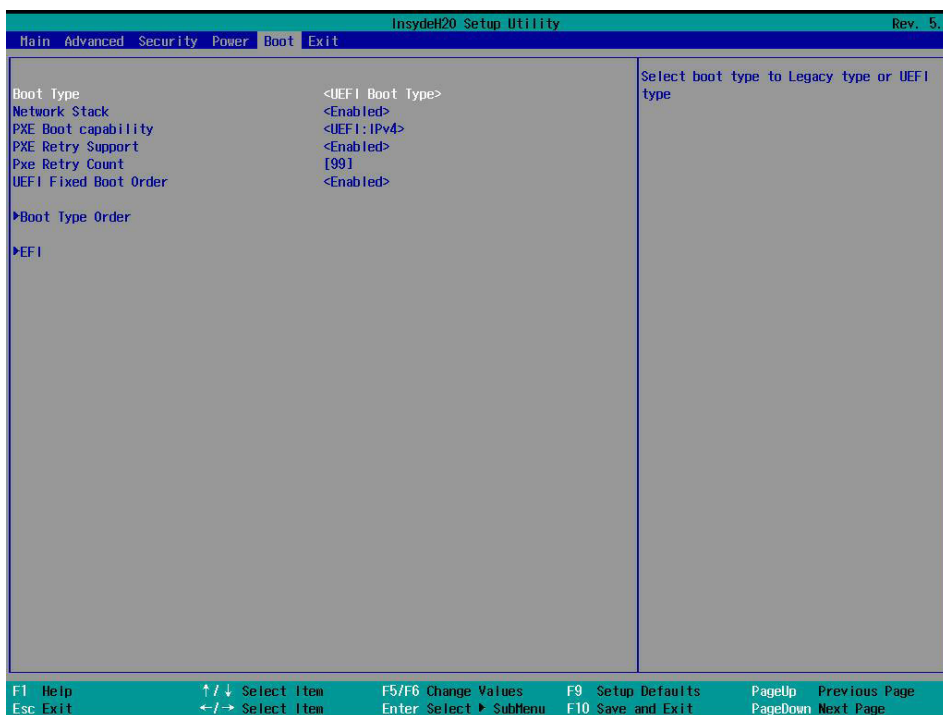 InsydeH20 Setup Utility Rev. 5.
Main Advanced Security Power Boot Exit
Boot Type <UEFI Boot Type>
Network Stack <Enabled>
PXE Boot capability <UEFI:IPv4>
PXE Retry Support <Enabled>
Pxe Retry Count [99]
UEFI Fixed Boot Order <Enabled>
▶Boot Type Order
▶EFI
Select boot type to Legacy type or UEFI
type
F1 Help ↑/↓ Select Item F5/F6 Change Values F9 Setup Defaults PageUp Previous Page
Esc Exit ←/→ Select Item Enter Select ▶ SubMenu F10 Save and Exit PageDown Next Page